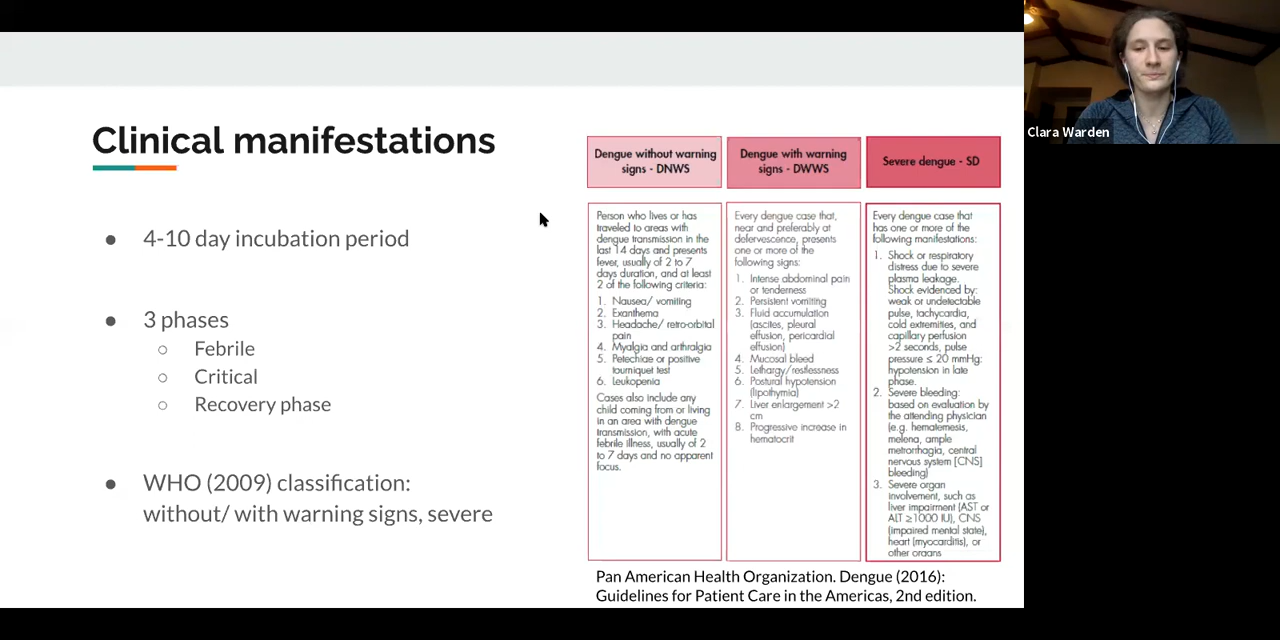 Clinical manifestations
● 4-10 day incubation period
● 3 phases
○ Febrile
○ Critical
○ Recovery phase
● WHO (2009) classification:
without/ with warning signs, severe
Dengue without warning
signs - DNWS
Person who lives or has
traveled to areas with
dengue transmission in the
last 14 days and presents
fever, usually of 2 to 7
days duration, and at least
2 of the following criteria:
1. Nausea/ vomiting
2. Exanthema
3. Headache/ retro-orbital
pain
4. Myalgia and arthralgia
5. Petechiae or positive
tourniquet test
6. Leukopenia
Cases also include any
child coming from or living
in an area with dengue
transmission, with acute
febrile illness, usually of 2
to 7 days and no apparent
focus.
Dengue with warning
signs - DWWS
Every dengue case that,
near and preferably at
defervescence, presents
one or more of the
following signs:
1. Intense abdominal pain
or tenderness
2. Persistent vomiting
3. Fluid accumulation
(ascites, pleural
effusion, pericardial
effusion)
4. Mucosal bleed
5. Lethargy/restlessness
6. Postural hypotension
(lipothymia)
7. Liver enlargement >2
cm
8. Progressive increase in
hematocrit
Severe dengue - SD
Every dengue case that
has one or more of the
following manifestations:
1. Shock or respiratory
distress due to severe
plasma leakage.
Shock evidenced by:
weak or undetectable
pulse, tachycardia,
cold extremities, and
capillary perfusion
>2 seconds, pulse
pressure ≤ 20 mmHg:
hypotension in late
phase.
2. Severe bleeding:
based on evaluation by
the attending physician
(e.g. hematemesis,
melena, ample
metrorrhagia, central
nervous system [CNS]
bleeding)
3. Severe organ
involvement, such as
liver impairment (AST or
ALT ≥1000 IU), CNS
(impaired mental state),
heart (myocarditis), or
other organs
Pan American Health Organization. Dengue (2016):
Guidelines for Patient Care in the Americas, 2nd edition.
Clara Warden